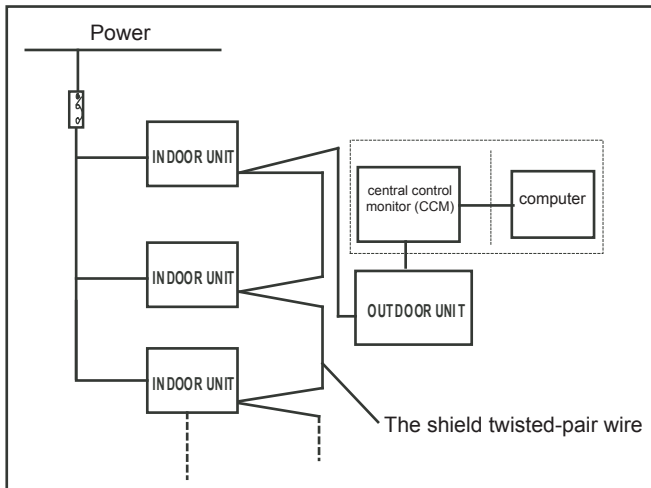 Power
INDOOR UNIT
central control
monitor (CCM)
computer
INDOOR UNIT
OUTDOOR UNIT
INDOOR UNIT
The shield twisted-pair wire